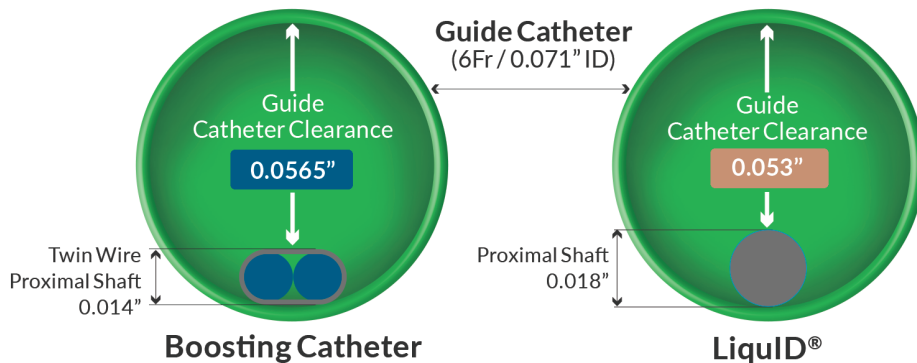 Guide Catheter
(6Fr / 0.071” ID)
Guide
Catheter Clearance
0.0565”
Twin Wire
Proximal Shaft
0.014”
Boosting Catheter
Guide
Catheter Clearance
0.053”
Proximal Shaft
0.018”
LiquID®